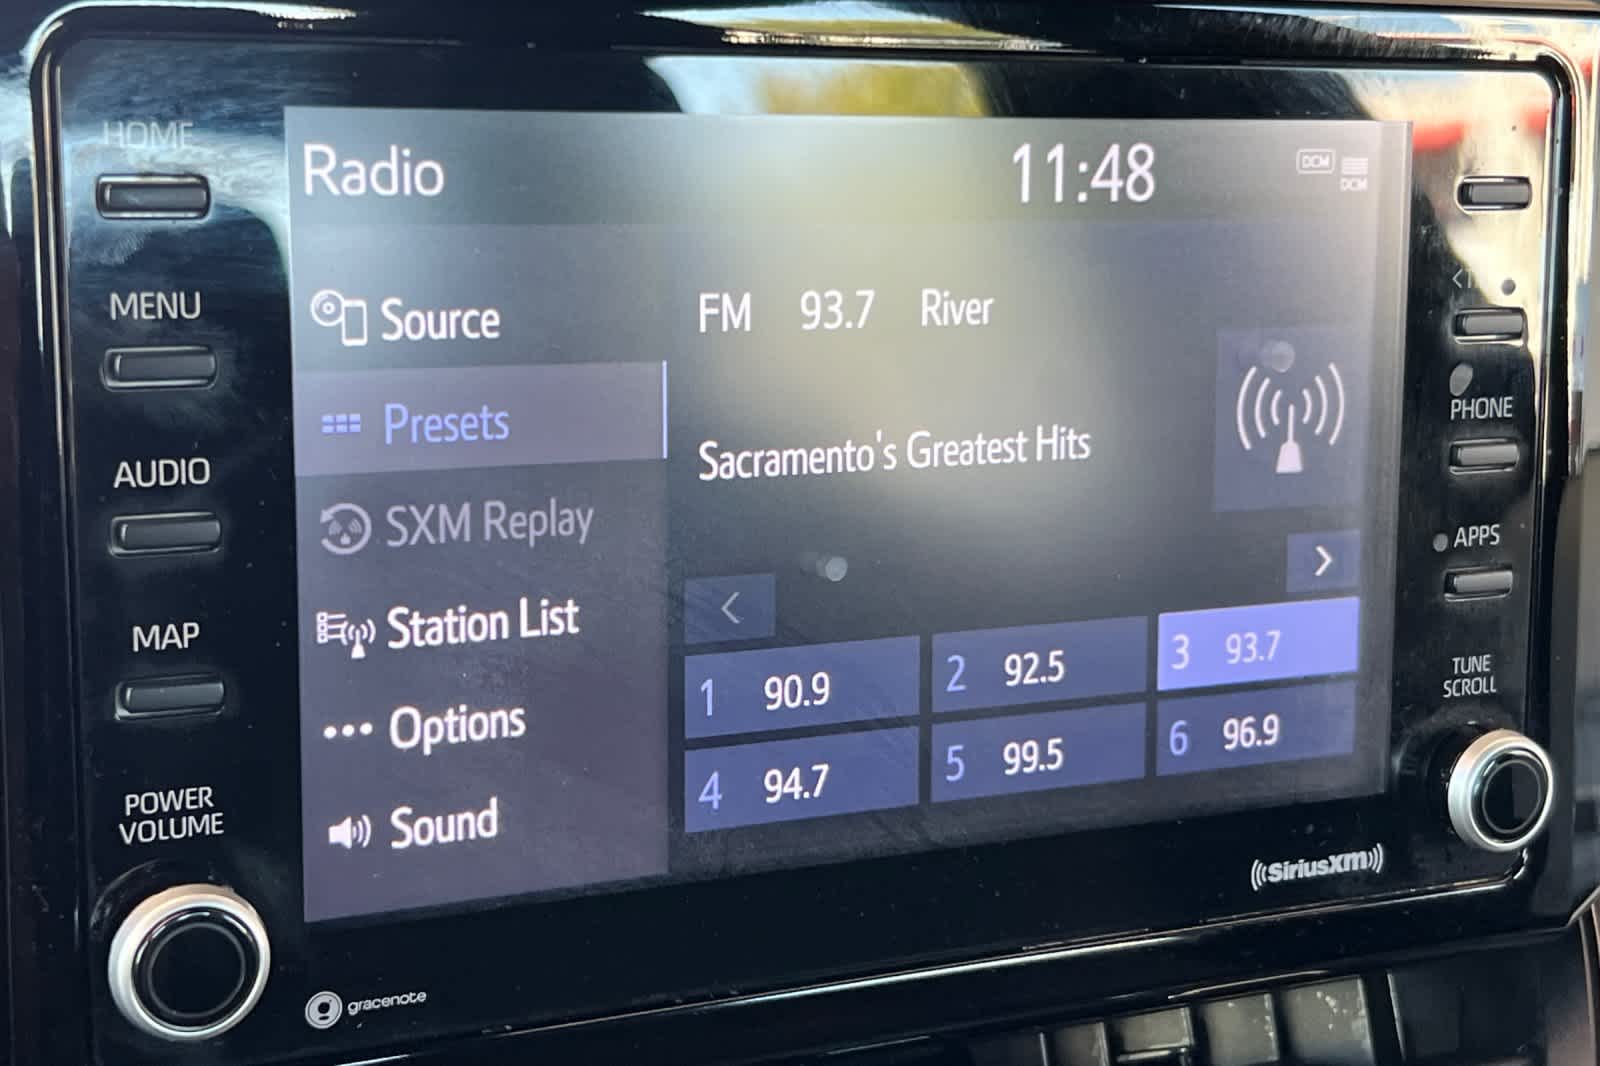 HOME
MENU
AUDIO
MAP
POWER
VOLUME
Radio
11:48
DCM
DCM
Source
Presets
SXM Replay
Station List
Options
Sound
FM 93.7 River
Sacramento's Greatest Hits
<
>
1 90.9
2 92.5
3 93.7
4 94.7
5 99.5
6 96.9
PHONE
APPS
TUNE
SCROLL
SiriusXM
gracenote